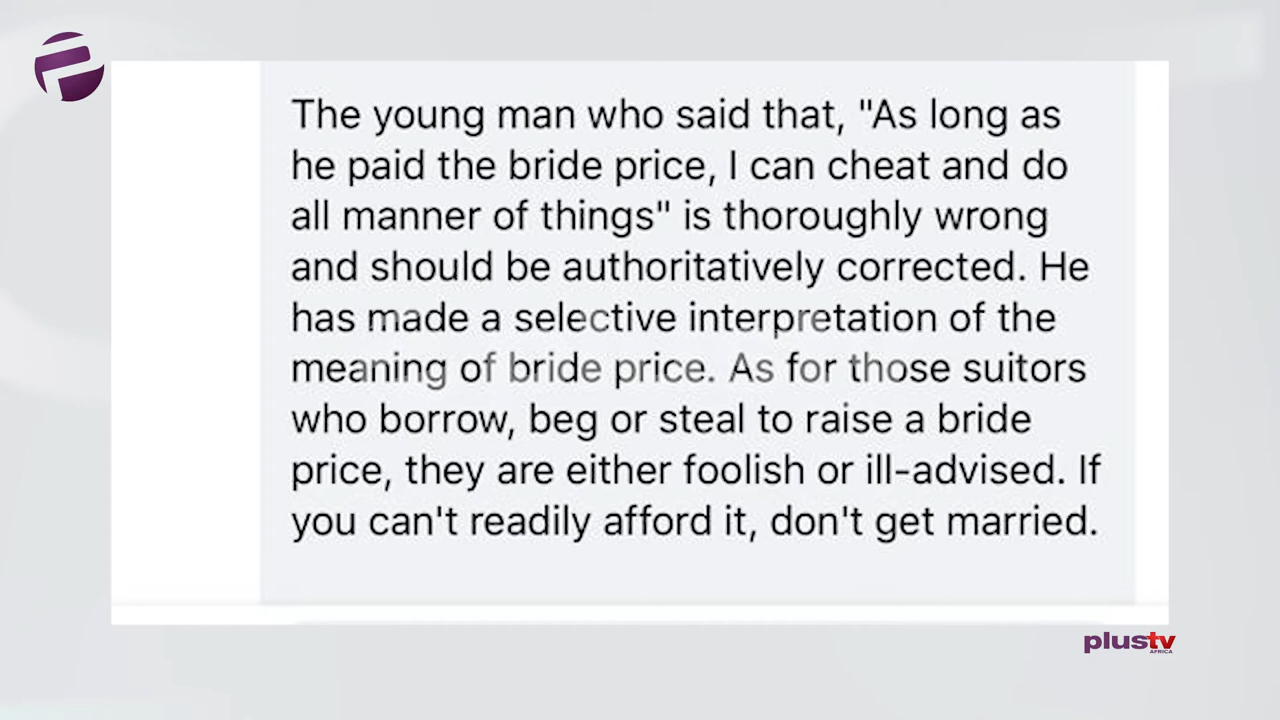 The young man who said that, "As long as
he paid the bride price, I can cheat and do
all manner of things" is thoroughly wrong
and should be authoritatively corrected. He
has made a selective interpretation of the
meaning of bride price. As for those suitors
who borrow, beg or steal to raise a bride
price, they are either foolish or ill-advised. If
you can't readily afford it, don't get married.
plustv
AFRICA